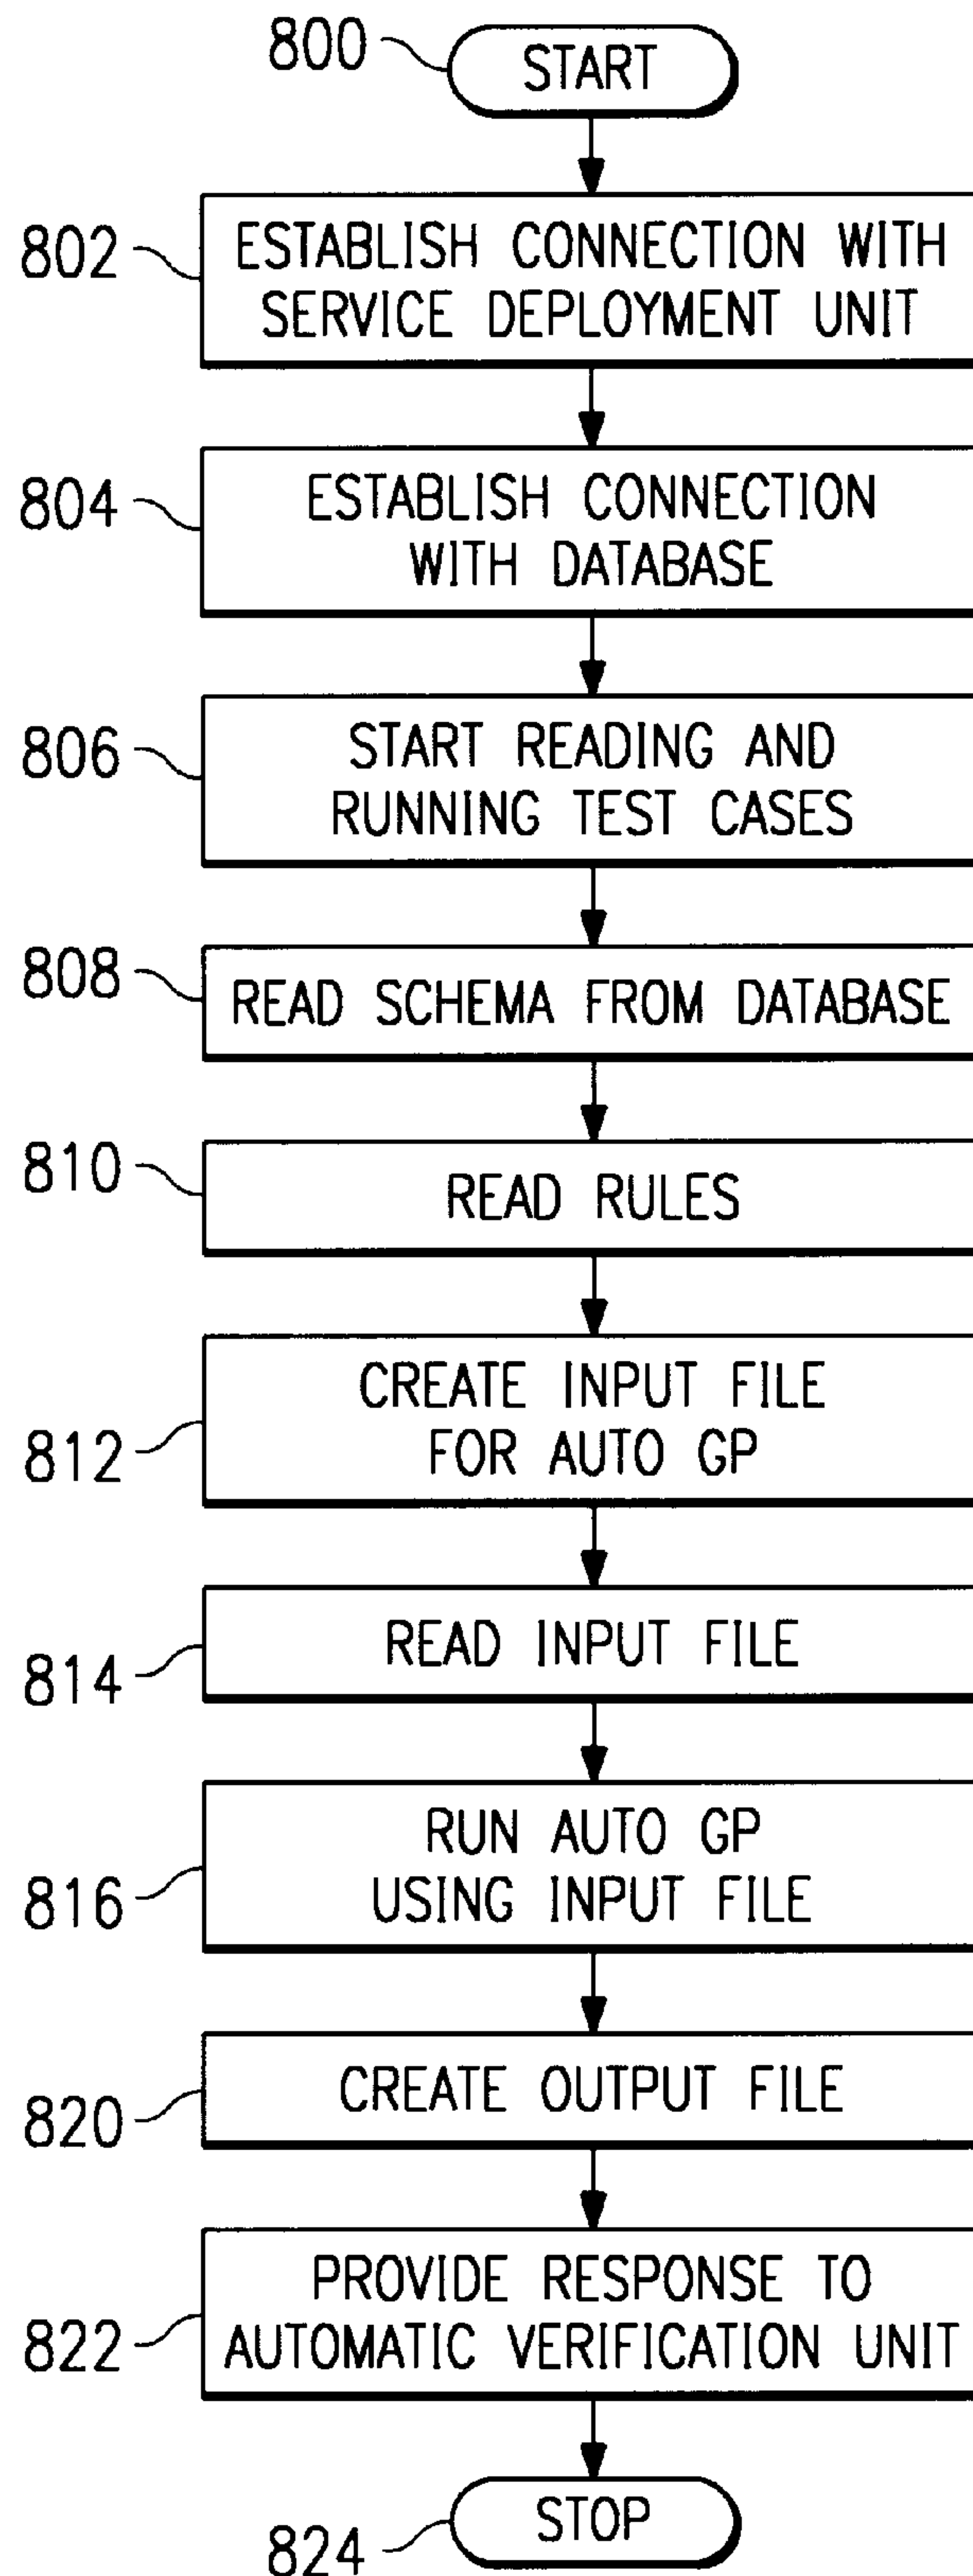 800
START
802
ESTABLISH CONNECTION WITH
SERVICE DEPLOYMENT UNIT
804
ESTABLISH CONNECTION
WITH DATABASE
806
START READING AND
RUNNING TEST CASES
808
READ SCHEMA FROM DATABASE
810
READ RULES
812
CREATE INPUT FILE
FOR AUTO GP
814
READ INPUT FILE
816
RUN AUTO GP
USING INPUT FILE
820
CREATE OUTPUT FILE
822
PROVIDE RESPONSE TO
AUTOMATIC VERIFICATION UNIT
824
STOP